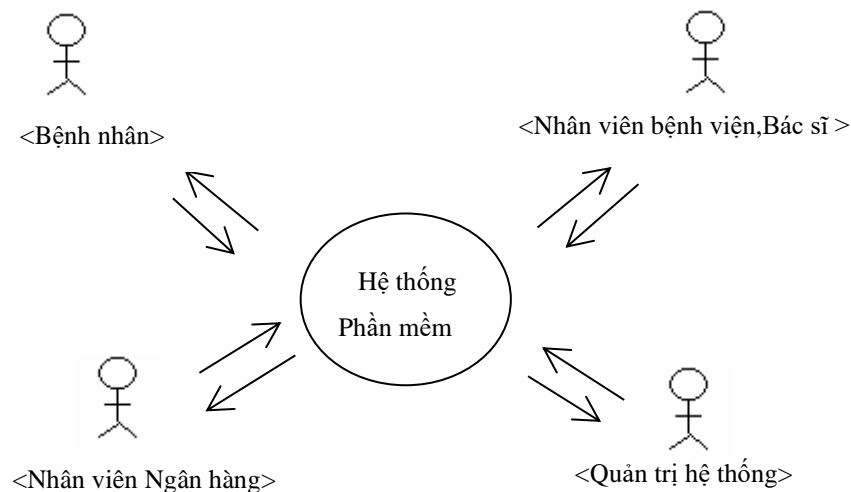 <Bệnh nhân>
<Nhân viên bệnh viện,Bác sĩ >
Hệ thống
Phần mềm
<Nhân viên Ngân hàng>
<Quản trị hệ thống>